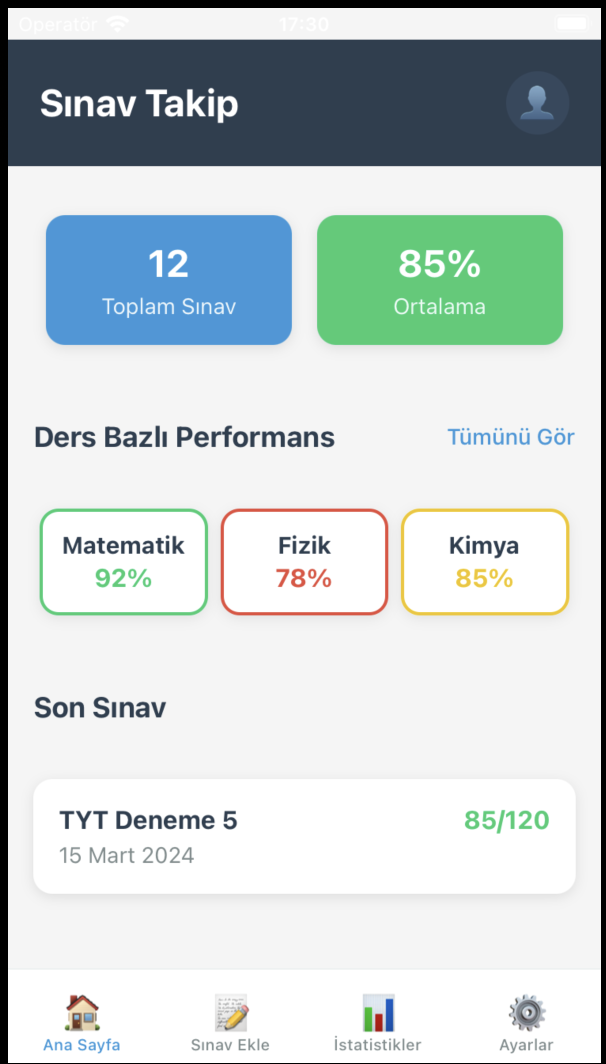 Operatör 17:30
Sınav Takip
12
Toplam Sınav
85%
Ortalama
Ders Bazlı Performans
Tümünü Gör
Matematik
92%
Fizik
78%
Kimya
85%
Son Sınav
TYT Deneme 5
85/120
15 Mart 2024
Ana Sayfa
Sınav Ekle
İstatistikler
Ayarlar